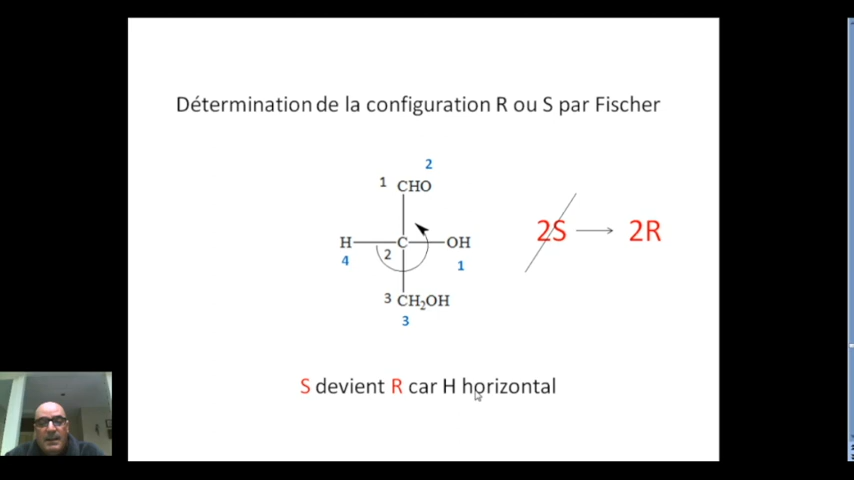 Détermination de la configuration R ou S par Fischer
2
1 CHO
H C OH
4 2 1
3 CH₂OH
3
2S → 2R
S devient R car H horizontal